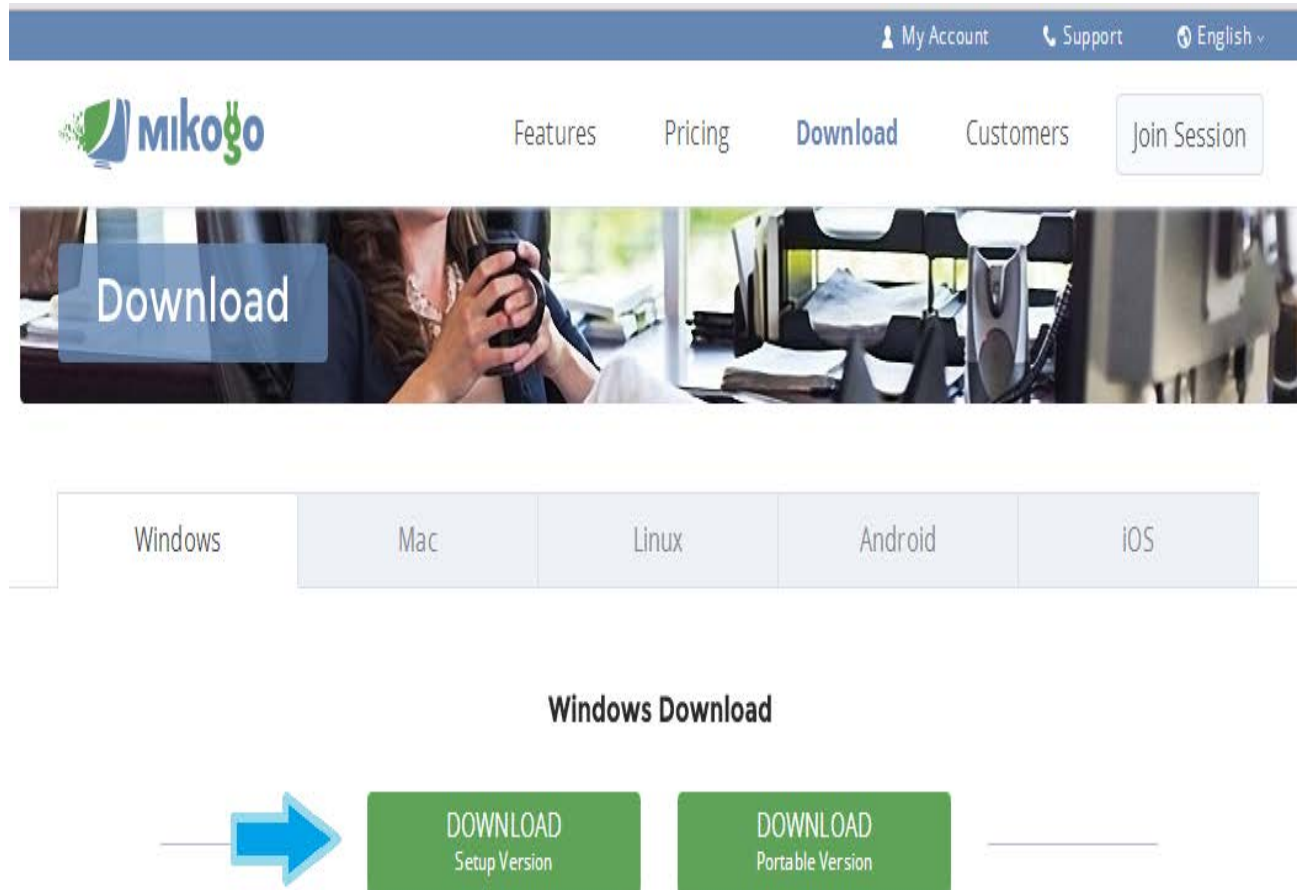 My Account Support English
mikogo Features Pricing Download Customers Join Session
Download
Windows Mac Linux Android iOS
Windows Download
DOWNLOAD DOWNLOAD
Setup Version Portable Version